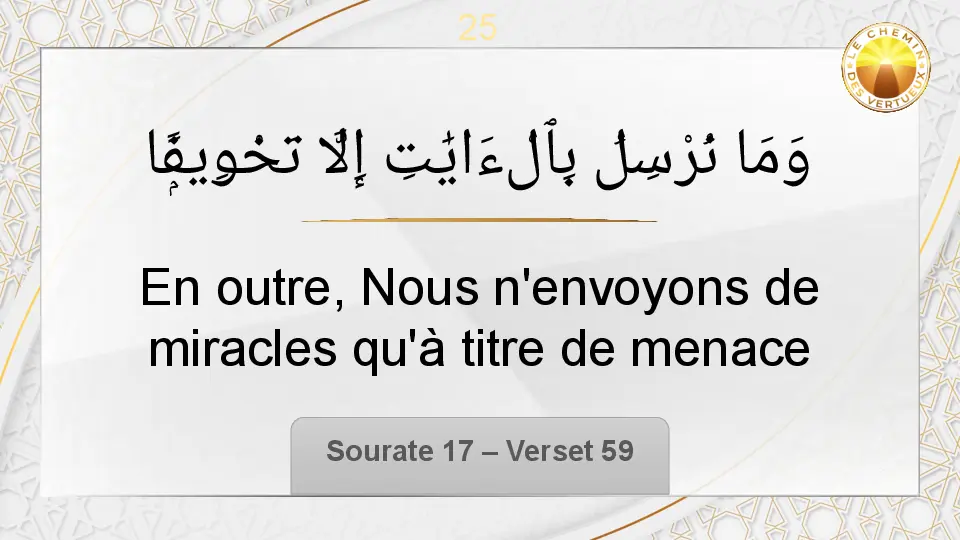 25
LE CHEMIN
DES VERTUEUX
وَمَا نُرْسِلُ بِٱلْءَايَٰتِ إِلَّا تَخْوِيفًۭا
En outre, Nous n'envoyons de
miracles qu'à titre de menace
Sourate 17 – Verset 59